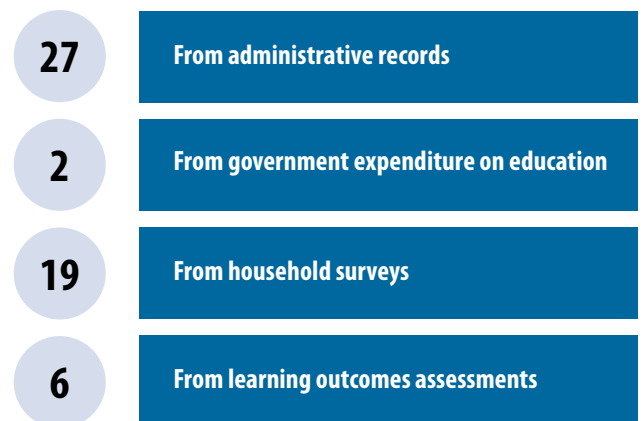 27
From administrative records
2
From government expenditure on education
19
From household surveys
6
From learning outcomes assessments